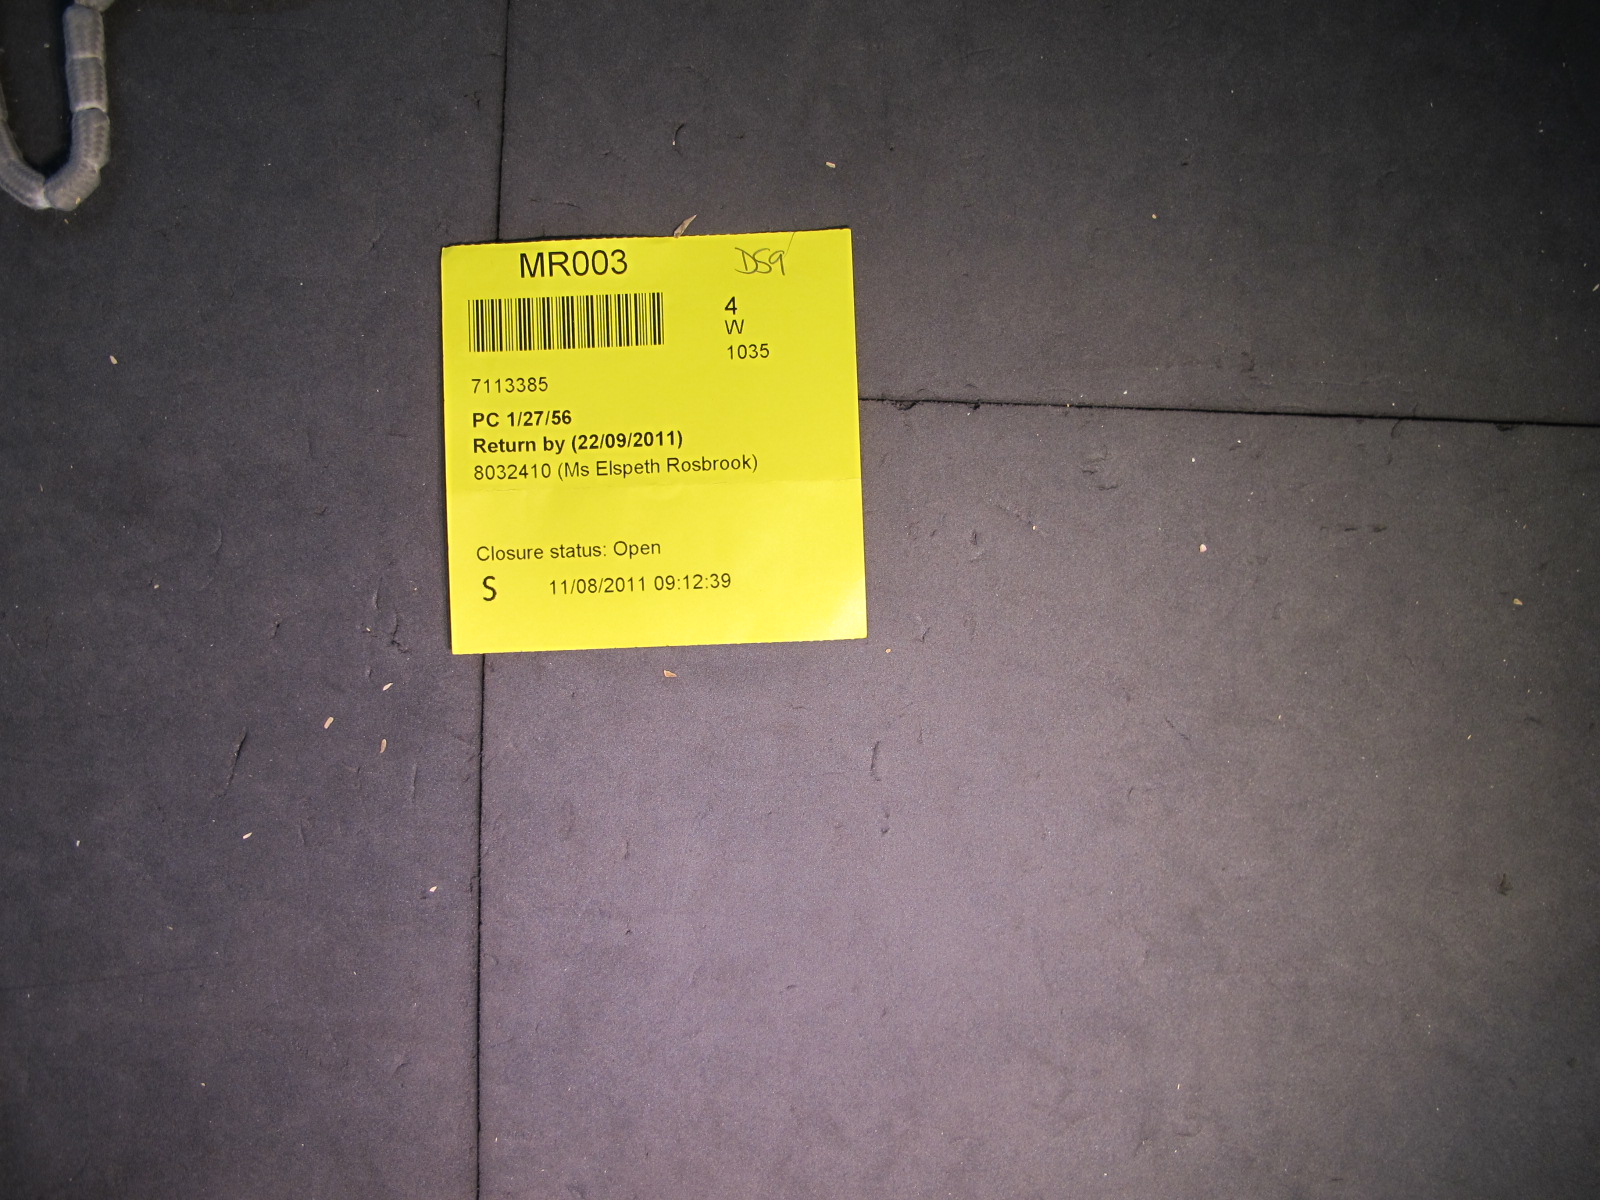 MR003 DS9
4
W
1035
7113385
PC 1/27/56
Return by (22/09/2011)
8032410 (Ms Elspeth Rosbrook)
Closure status: Open
S 11/08/2011 09:12:39